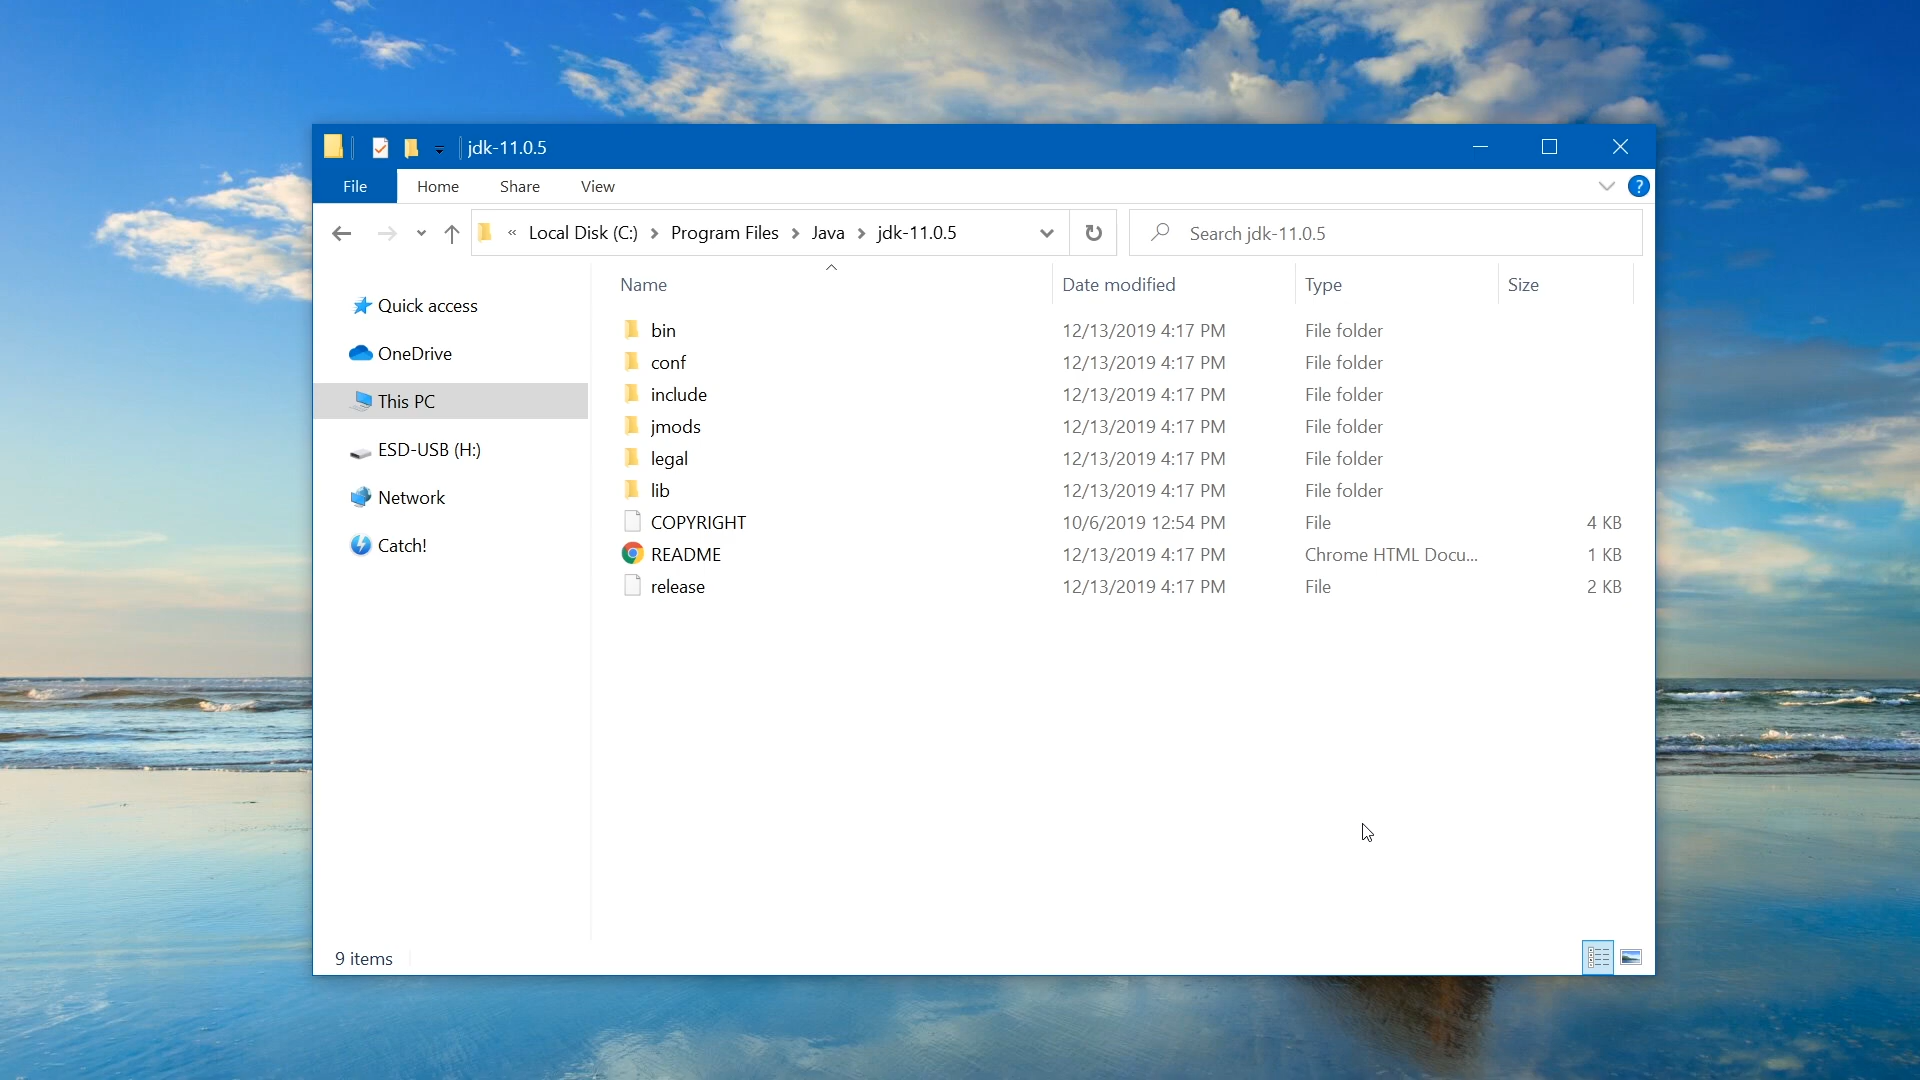 jdk-11.0.5
File Home Share View
« Local Disk (C:) > Program Files > Java > jdk-11.0.5
Search jdk-11.0.5
Name Date modified Type Size
Quick access
OneDrive
This PC
ESD-USB (H:)
Network
Catch!
bin 12/13/2019 4:17 PM File folder
conf 12/13/2019 4:17 PM File folder
include 12/13/2019 4:17 PM File folder
jmods 12/13/2019 4:17 PM File folder
legal 12/13/2019 4:17 PM File folder
lib 12/13/2019 4:17 PM File folder
COPYRIGHT 10/6/2019 12:54 PM File 4 KB
README 12/13/2019 4:17 PM Chrome HTML Docu... 1 KB
release 12/13/2019 4:17 PM File 2 KB
9 items